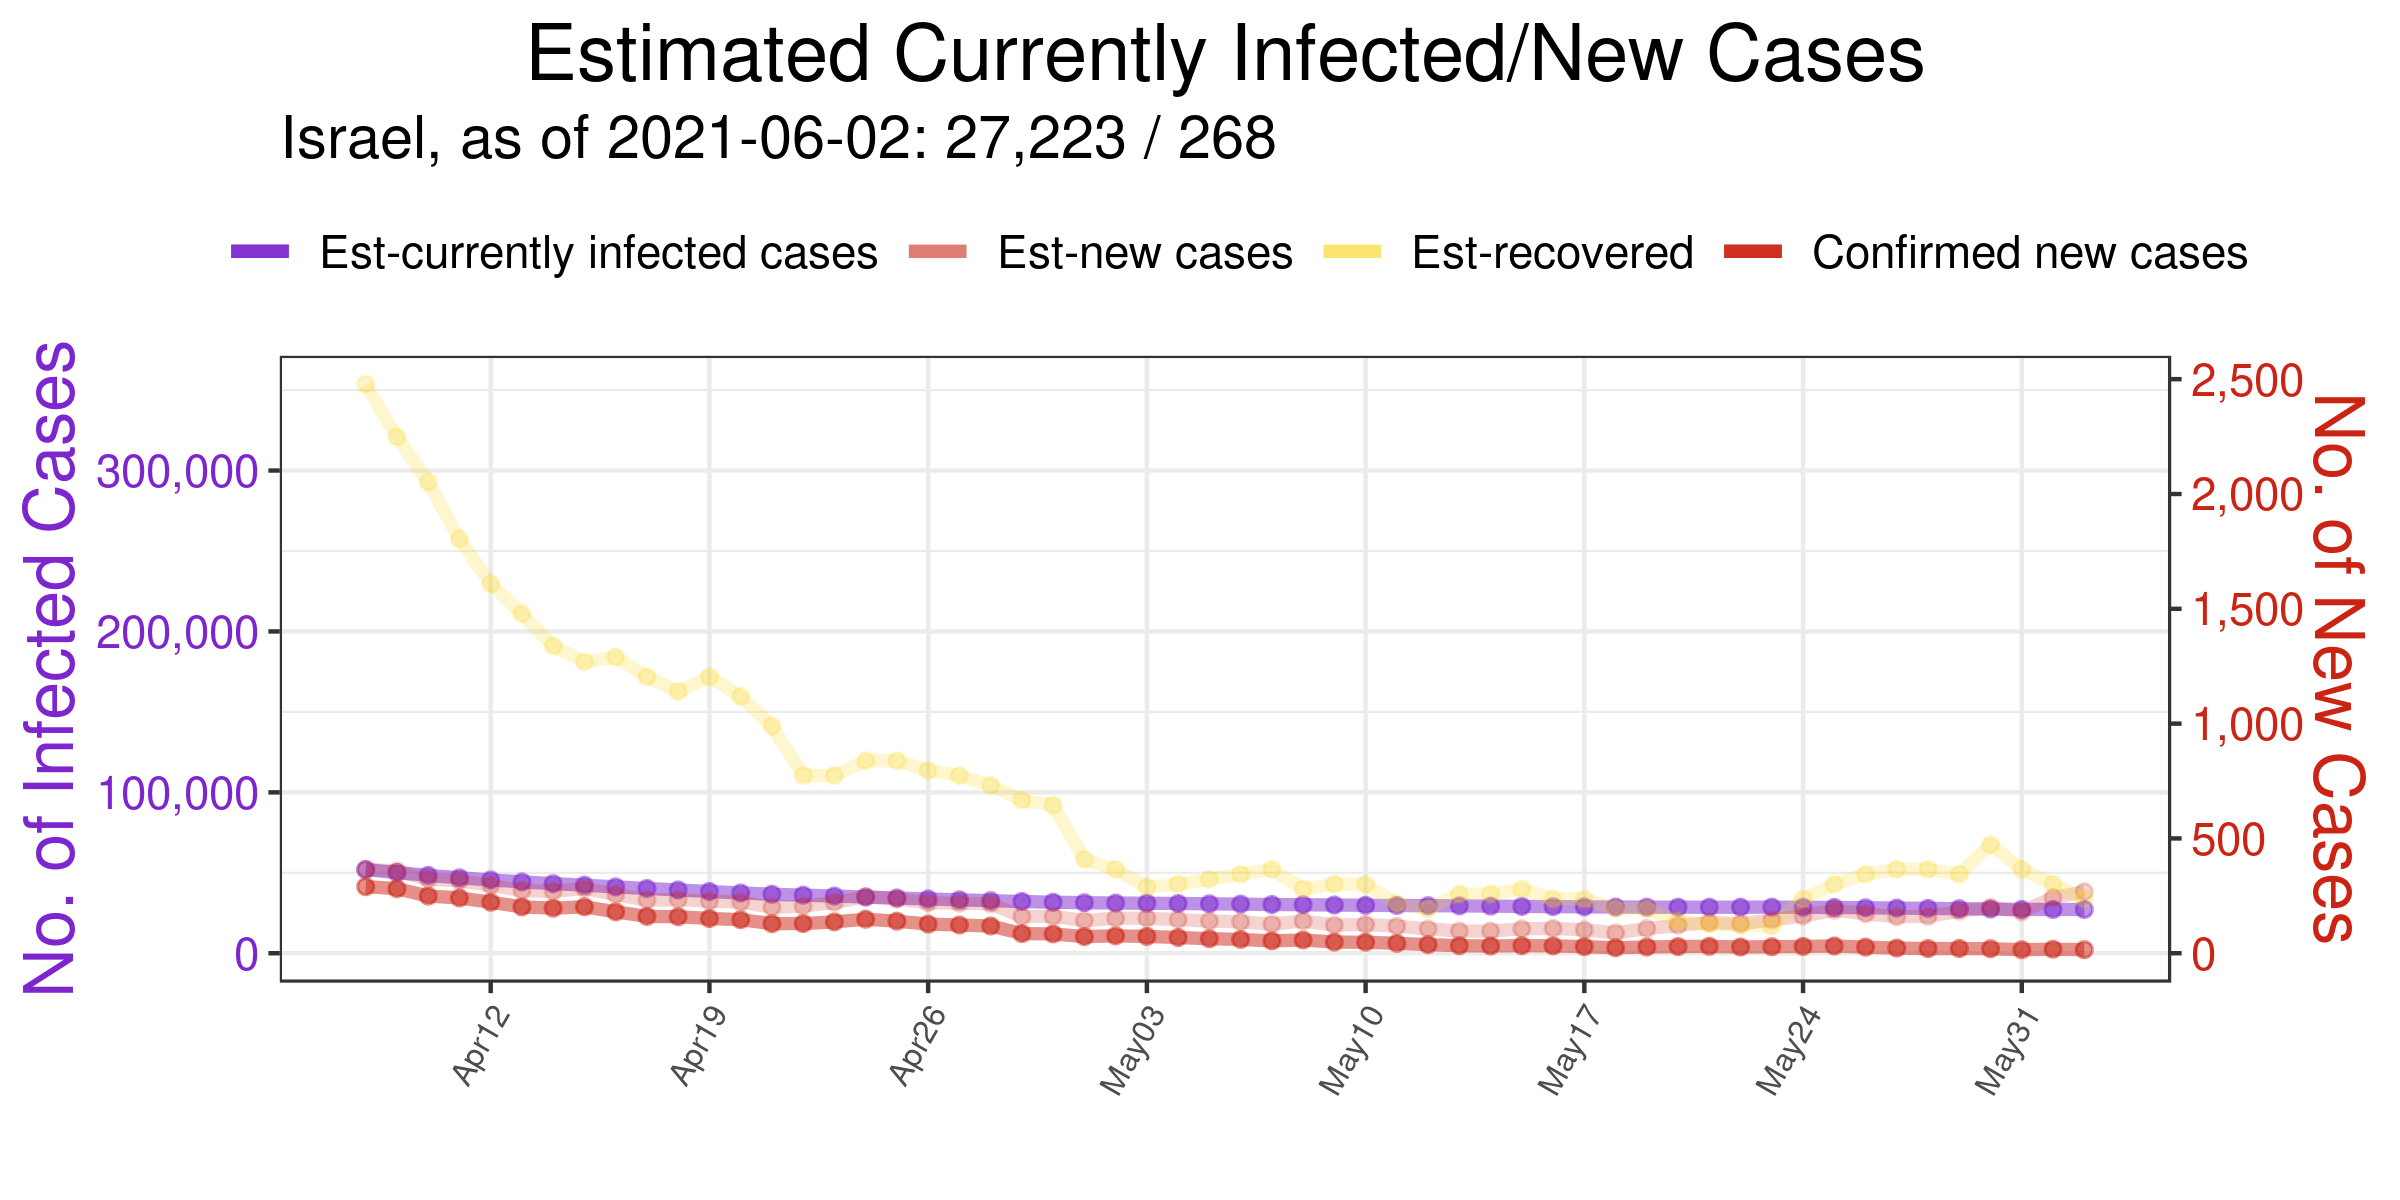 Estimated Currently Infected/New Cases
Israel, as of 2021-06-02: 27,223 / 268
Est-currently infected cases Est-new cases Est-recovered Confirmed new cases
No. of Infected Cases
300,000
200,000
100,000
0
2,500
2,000
1,500
1,000
500
0
No. of New Cases
Apr12 Apr19 Apr26 May03 May10 May17 May24 May31